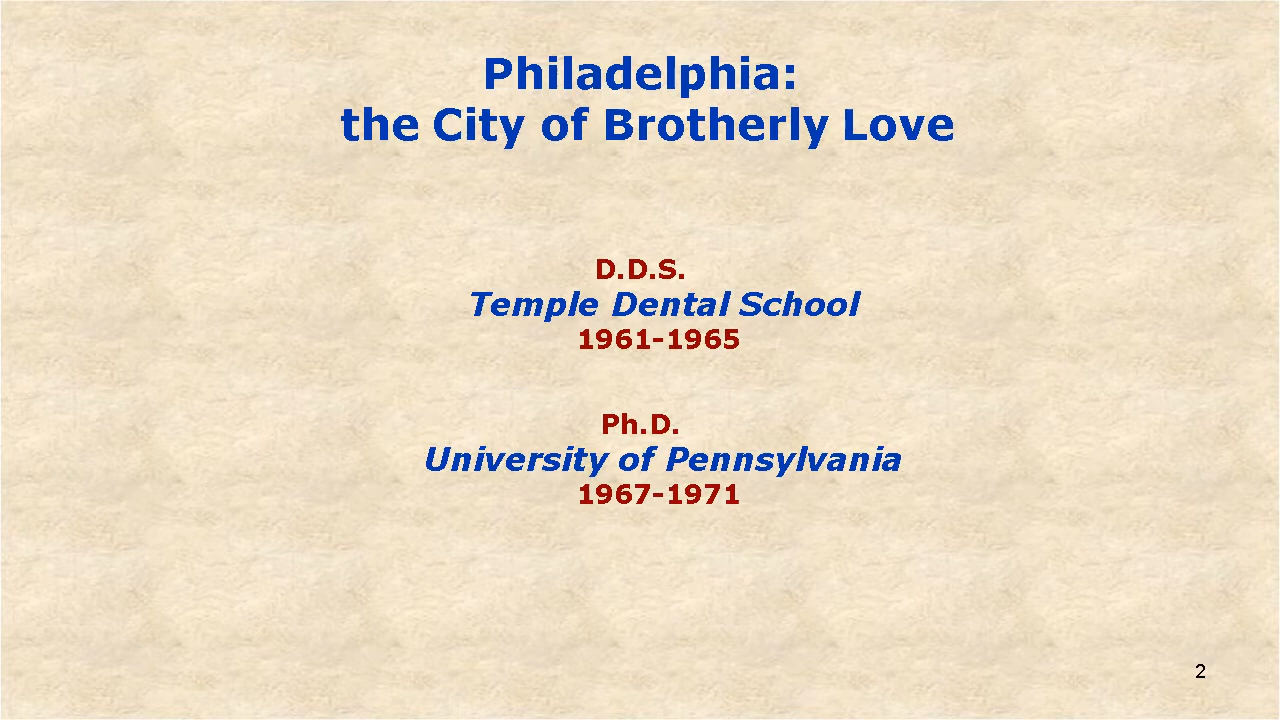 Philadelphia:
the City of Brotherly Love
D.D.S.
Temple Dental School
1961-1965
Ph.D.
University of Pennsylvania
1967-1971
2